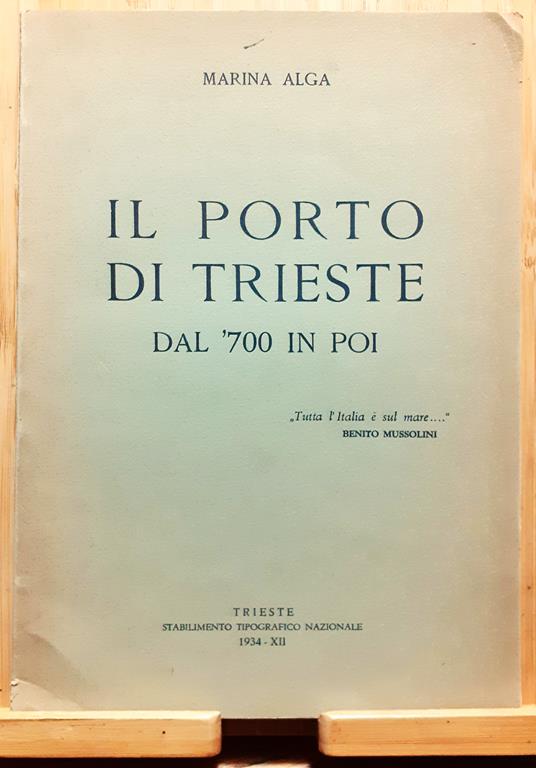 MARINA ALGA
IL PORTO
DI TRIESTE
DAL '700 IN POI
„Tutta l'Italia è sul mare...."
BENITO MUSSOLINI
TRIESTE
STABILIMENTO TIPOGRAFICO NAZIONALE
1934 - XII